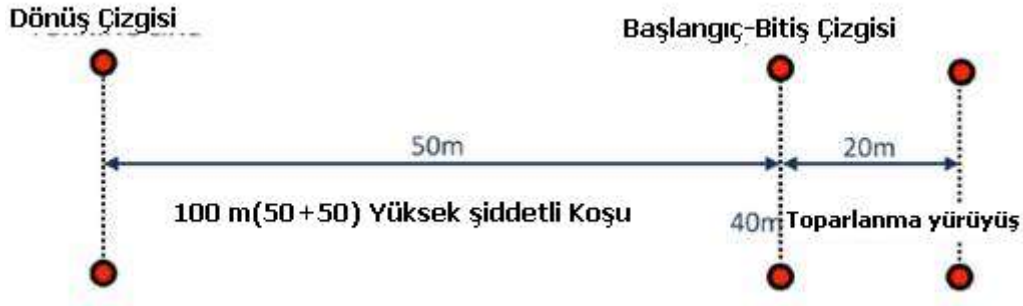 Dönüş Çizgisi
Başlangıç-Bitiş Çizgisi
50m
20m
100 m(50+50) Yüksek şiddetli Koşu
40m Toparlanma yürüyüş